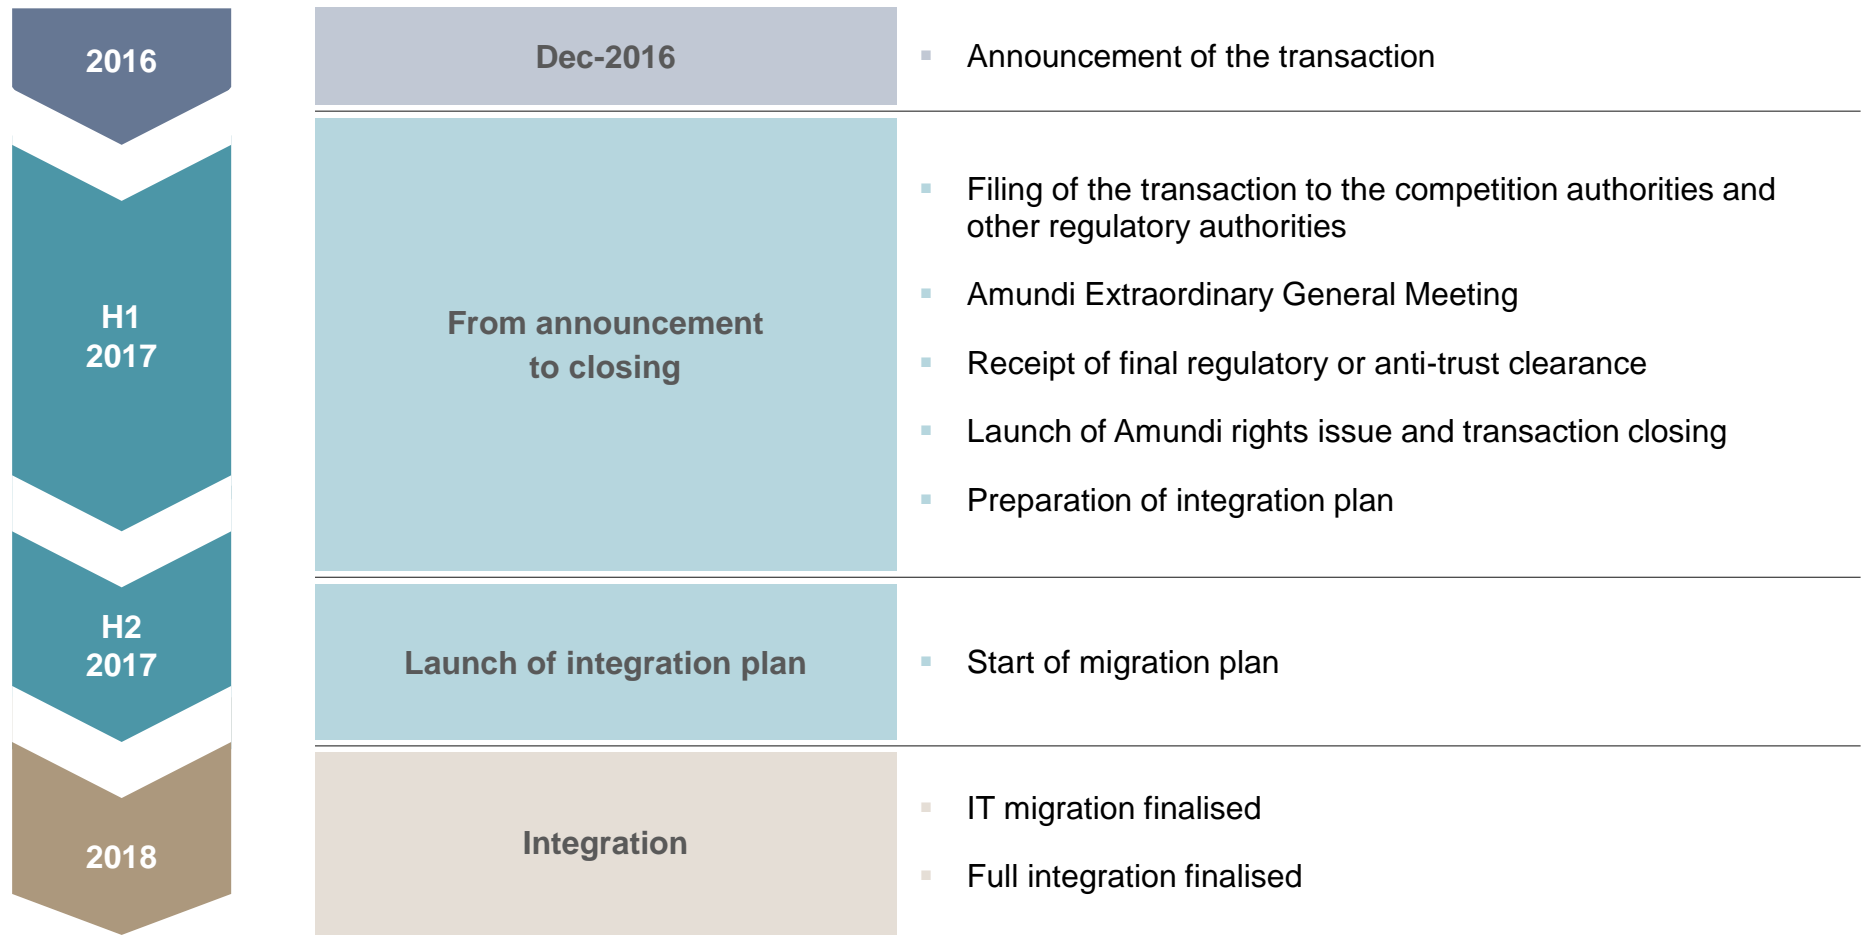 2016
Dec-2016
Announcement of the transaction
H1
2017
From announcement
to closing
Filing of the transaction to the competition authorities and
other regulatory authorities
Amundi Extraordinary General Meeting
Receipt of final regulatory or anti-trust clearance
Launch of Amundi rights issue and transaction closing
Preparation of integration plan
H2
2017
Launch of integration plan
Start of migration plan
2018
Integration
IT migration finalised
Full integration finalised